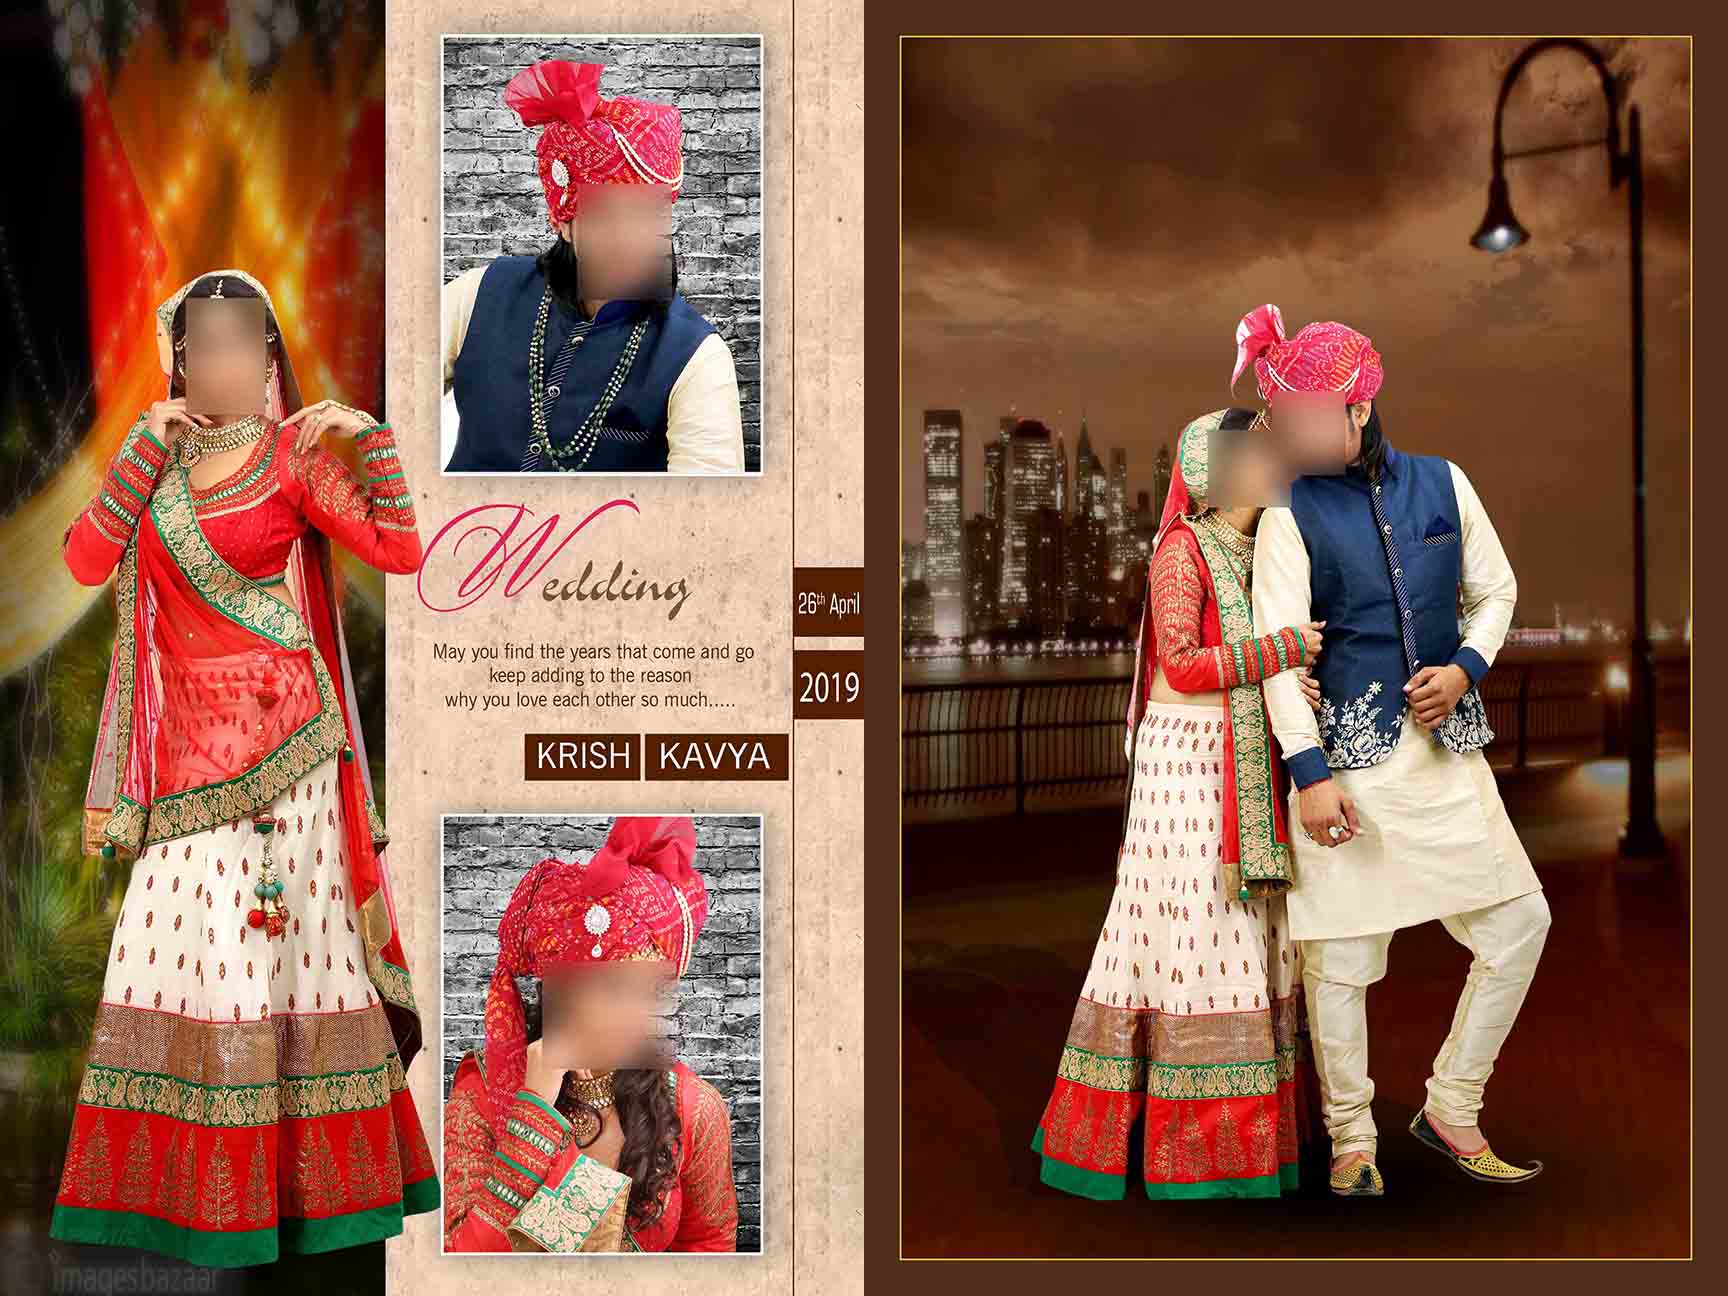 Wedding
May you find the years that come and go
keep adding to the reason
why you love each other so much.....
KRISH KAVYA
26th April
2019
imagesbazaar